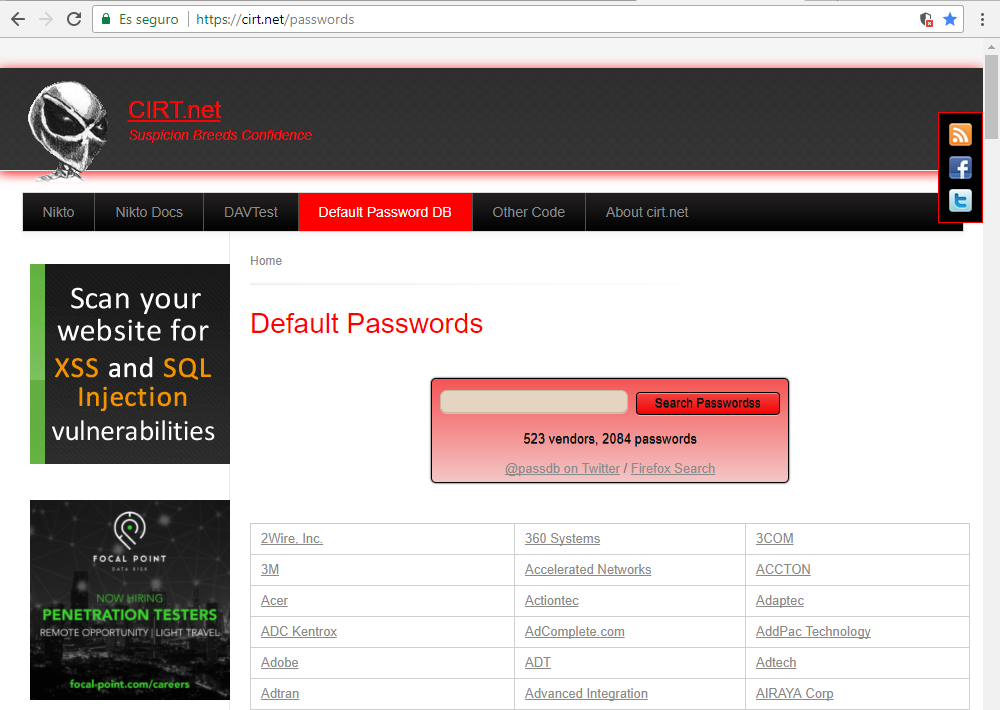 Es seguro https://cirt.net/passwords
CIRT.net
Suspicion Breeds Confidence
Nikto Nikto Docs DAVTest Default Password DB Other Code About cirt.net
Home
Default Passwords
Search Passwordss
523 vendors, 2084 passwords
@passdb on Twitter / Firefox Search
2Wire, Inc. 360 Systems 3COM
3M Accelerated Networks ACCTON
Acer Actiontec Adaptec
ADC Kentrox AdComplete.com AddPac Technology
Adobe ADT Adtech
Adtran Advanced Integration AIRAYA Corp
Scan your
website for
XSS and SQL
Injection
vulnerabilities
FOCAL POINT
DATA RISK
NOW HIRING
PENETRATION TESTERS
REMOTE OPPORTUNITY | LIGHT TRAVEL
focal-point.com/careers